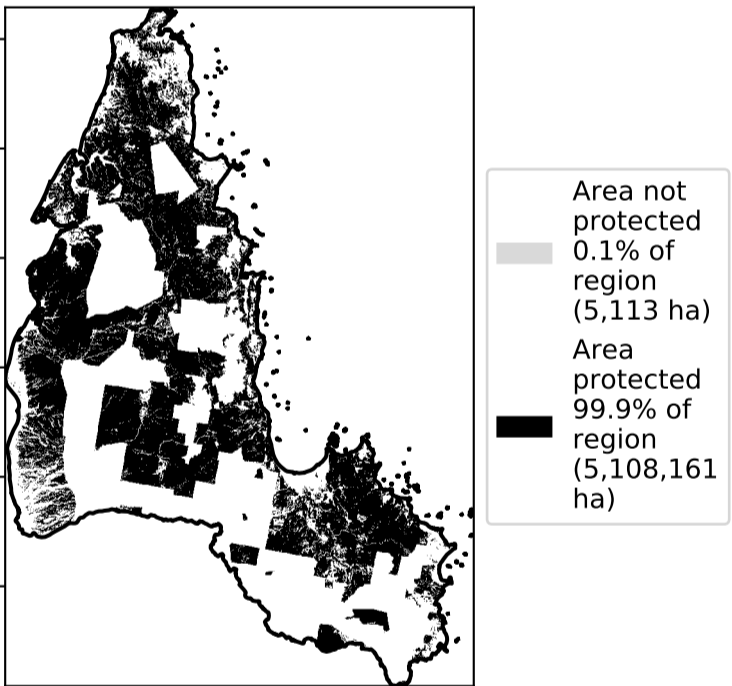 Area not
protected
0.1% of
region
(5,113 ha)
Area
protected
99.9% of
region
(5,108,161
ha)